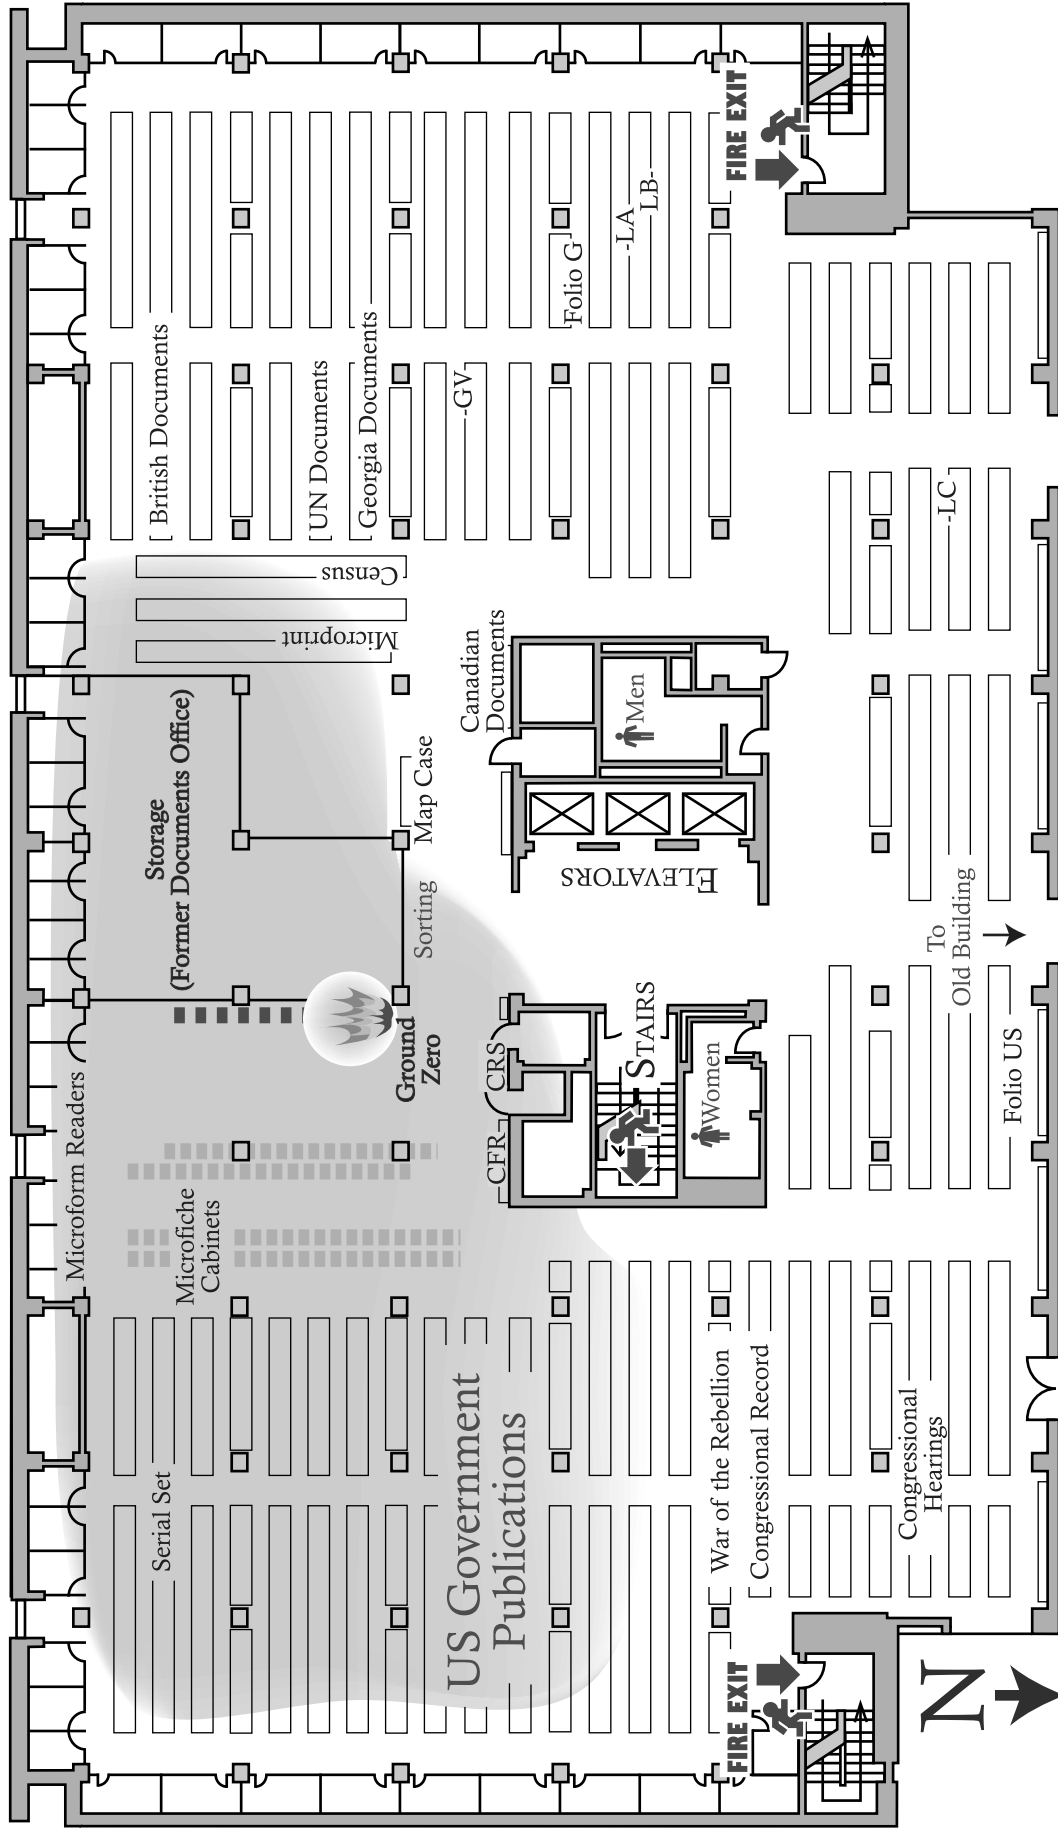 FIRE EXIT
British Documents
UN Documents
Georgia Documents
-GV-
Folio G
-LA
LB-
-LC
Census
Microprint
Canadian
Documents
Men
Storage
(Former Documents Office)
Map Case
Sorting
ELEVATORS
To
Old Building
Ground
Zero
CRS
CFR
STAIRS
Women
Folio US
Microform Readers
Microfiche
Cabinets
Serial Set
US Government
Publications
War of the Rebellion
Congressional Record
Congressional
Hearings
FIRE EXIT
N